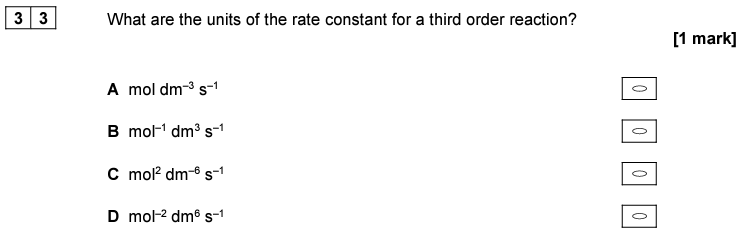 3 3 What are the units of the rate constant for a third order reaction?
[1 mark]
A mol dm⁻³ s⁻¹
B mol⁻¹ dm³ s⁻¹
C mol² dm⁻⁶ s⁻¹
D mol⁻² dm⁶ s⁻¹